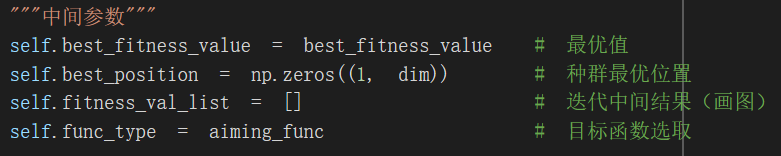 """中间参数"""
self.best_fitness_value = best_fitness_value # 最优值
self.best_position = np.zeros((1, dim)) # 种群最优位置
self.fitness_val_list = [] # 迭代中间结果（画图）
self.func_type = aiming_func # 目标函数选取